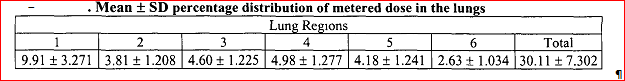 – . Mean ± SD percentage distribution of metered dose in the lungs
Lung Regions
1 2 3 4 5 6 Total
9.91 ± 3.271 3.81 ± 1.208 4.60 ± 1.225 4.98 ± 1.277 4.18 ± 1.241 2.63 ± 1.034 30.11 ± 7.302
¶